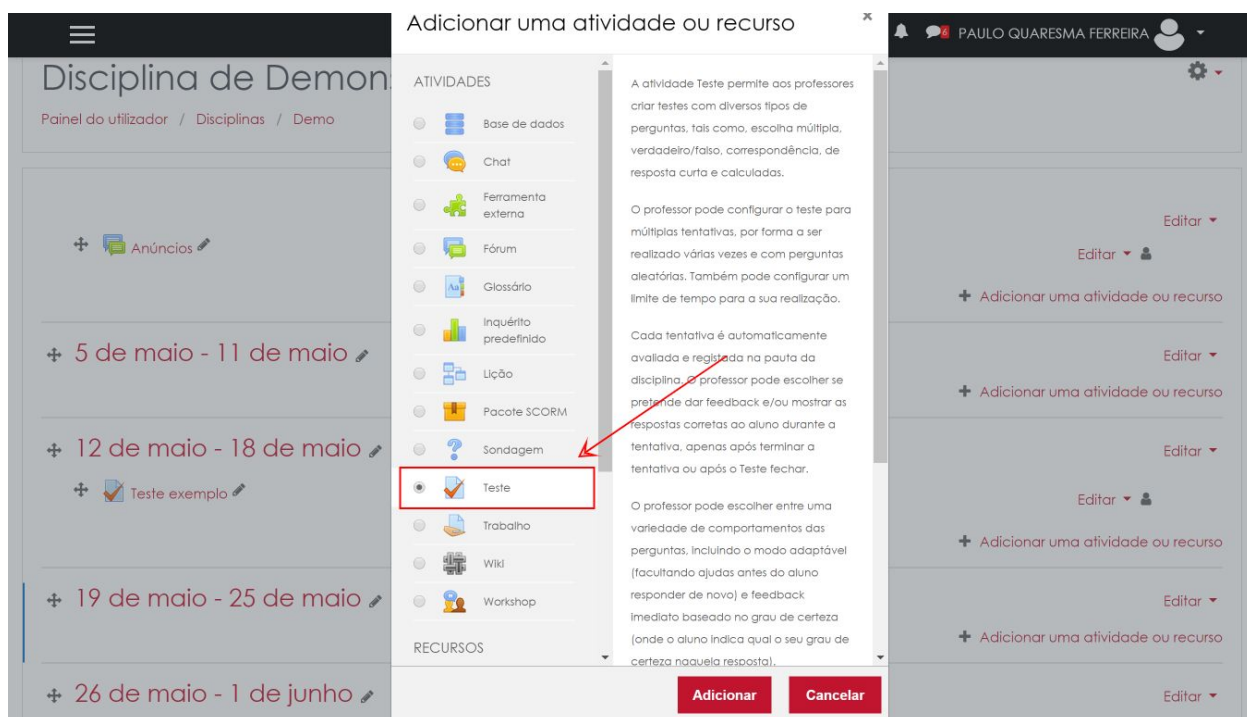 Adicionar uma atividade ou recurso
×
6
PAULO QUARESMA FERREIRA
Disciplina de Demon
Painel do utilizador / Disciplinas / Demo
Anúncios
Editar
Editar
+ Adicionar uma atividade ou recurso
5 de maio - 11 de maio
Editar
+ Adicionar uma atividade ou recurso
12 de maio - 18 de maio
Editar
Teste exemplo
Editar
+ Adicionar uma atividade ou recurso
19 de maio - 25 de maio
Editar
+ Adicionar uma atividade ou recurso
26 de maio - 1 de junho
Editar
ATIVIDADES
Base de dados
Chat
Ferramenta
externa
Fórum
Aa
Glossário
Inquérito
predefinido
Lição
Pacote SCORM
Sondagem
Teste
Trabalho
Wiki
Workshop
RECURSOS
A atividade Teste permite aos professores
criar testes com diversos tipos de
perguntas, tais como, escolha múltipla,
verdadeiro/falso, correspondência, de
resposta curta e calculadas.
O professor pode configurar o teste para
múltiplas tentativas, por forma a ser
realizado várias vezes e com perguntas
aleatórias. Também pode configurar um
limite de tempo para a sua realização.
Cada tentativa é automaticamente
avaliada e registada na pauta da
disciplina. O professor pode escolher se
pretende dar feedback e/ou mostrar as
respostas corretas ao aluno durante a
tentativa, apenas após terminar a
tentativa ou após o Teste fechar.
O professor pode escolher entre uma
variedade de comportamentos das
perguntas, incluindo o modo adaptável
(facultando ajudas antes do aluno
responder de novo) e feedback
imediato baseado no grau de certeza
(onde o aluno indica qual o seu grau de
certeza naquela resposta).
Adicionar
Cancelar